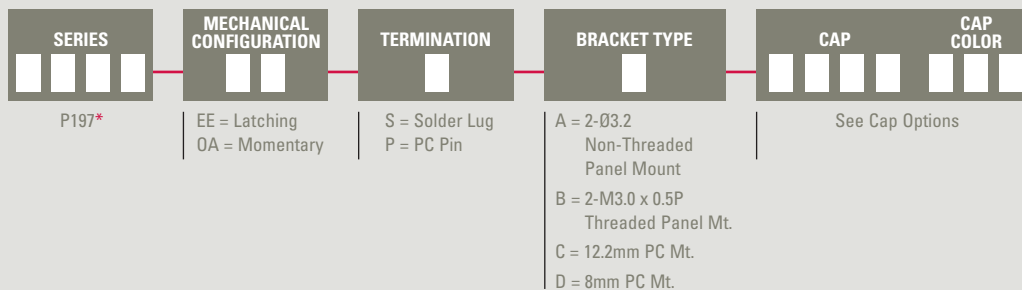 SERIES
MECHANICAL
CONFIGURATION
TERMINATION
BRACKET TYPE
CAP
CAP
COLOR
P197*
EE = Latching
OA = Momentary
S = Solder Lug
P = PC Pin
A = 2-Ø3.2
Non-Threaded
Panel Mount
B = 2-M3.0 x 0.5P
Threaded Panel Mt.
C = 12.2mm PC Mt.
D = 8mm PC Mt.
See Cap Options